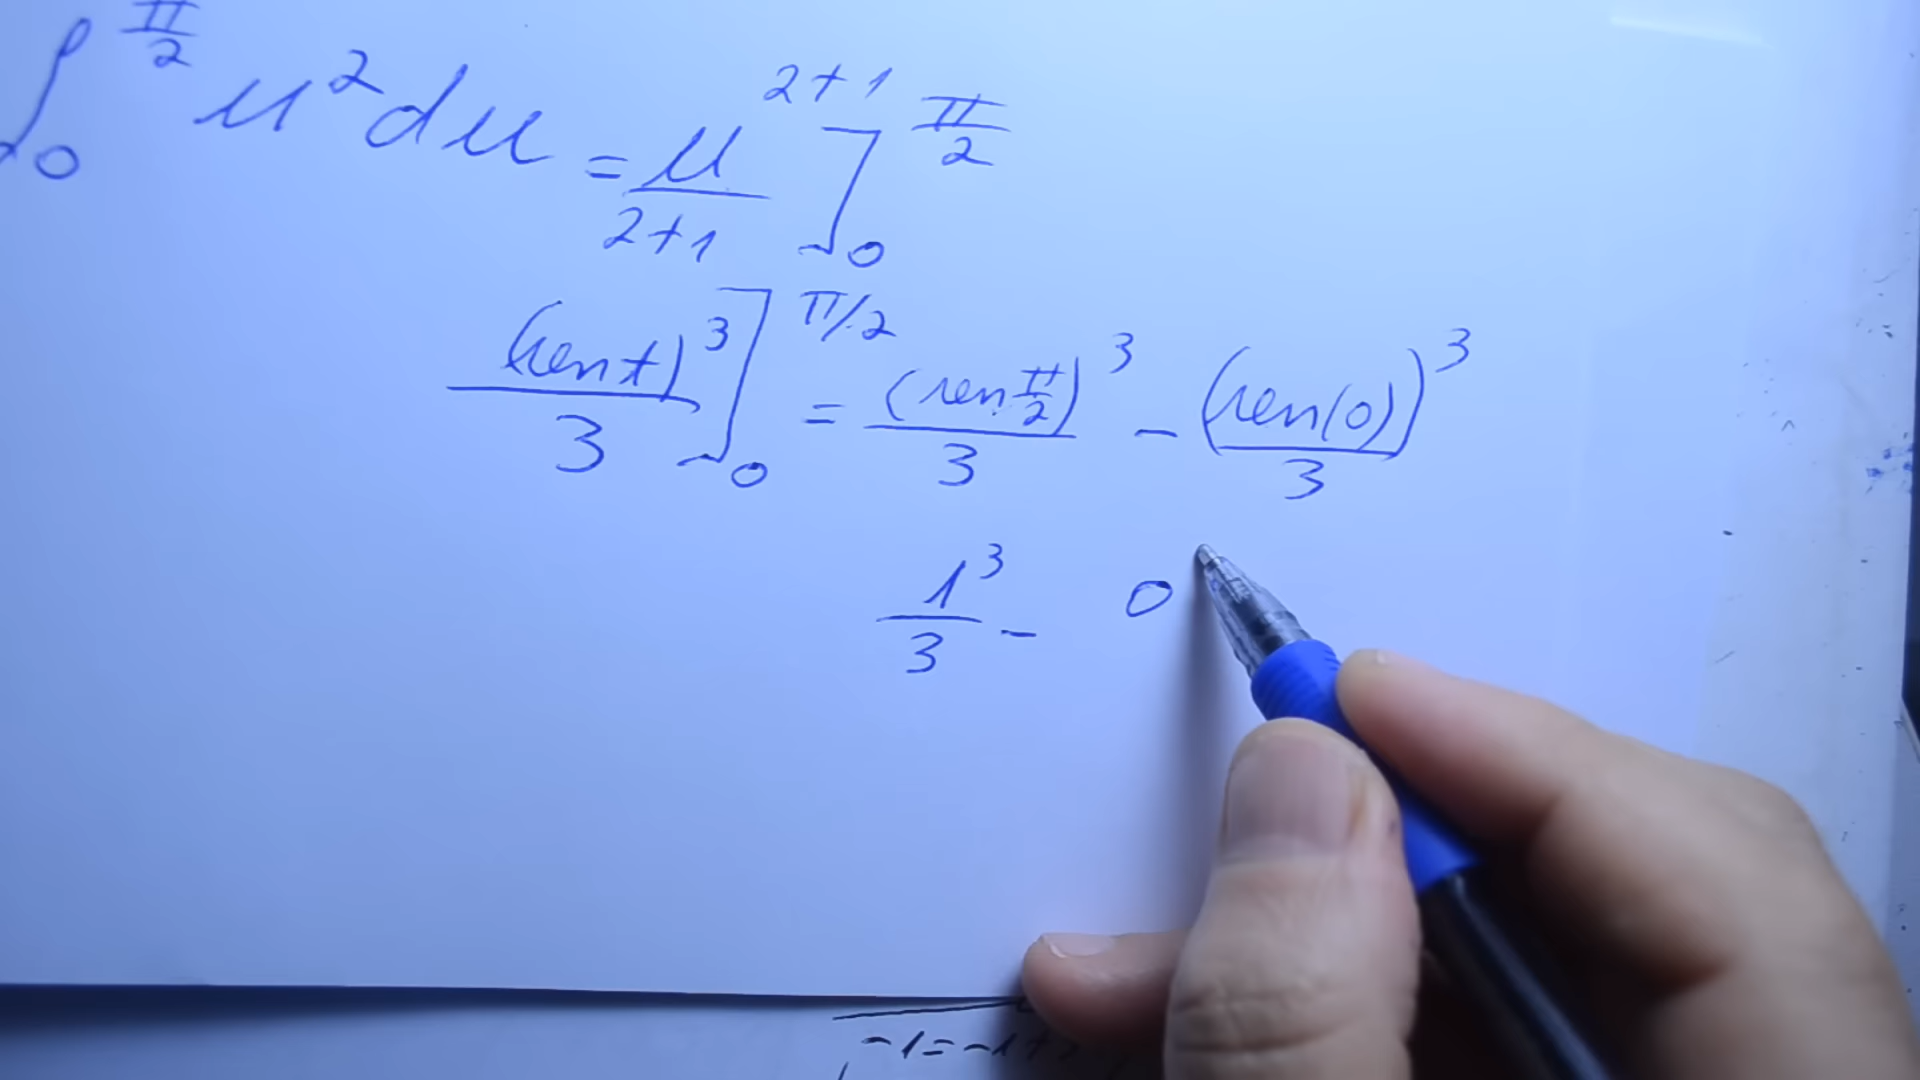 ∫₀^(π/2) u² du = u^(2+1)/(2+1) ]₀^(π/2)
(sen t)³/3 ]₀^(π/2) = (sen π/2)³/3 - (sen(0))³/3
1³/3 - 0